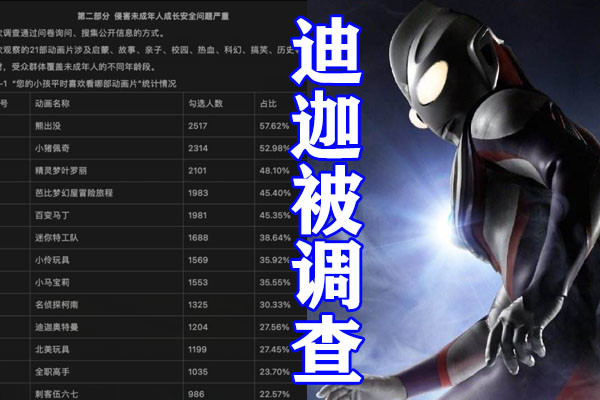 第二部分 侵害未成年人成长安全问题严重
调查通过问卷询问、搜集公开信息的方式。
观察的21部动画片涉及启蒙、故事、亲子、校园、热血、科幻、搞笑、历史
，受众群体覆盖未成年人的不同年龄段。
-1 “您的小孩平时喜欢看哪部动画片”统计情况
号 动画名称 勾选人数 占比
熊出没 2517 57.62%
小猪佩奇 2314 52.98%
精灵梦叶罗丽 2101 48.10%
芭比梦幻屋冒险旅程 1983 45.40%
百变马丁 1981 45.35%
迷你特工队 1688 38.64%
小伶玩具 1569 35.92%
小马宝莉 1553 35.55%
名侦探柯南 1325 30.33%
迪迦奥特曼 1204 27.56%
北美玩具 1199 27.45%
全职高手 1035 23.70%
刺客伍六七 986 22.57%
迪迦被调查